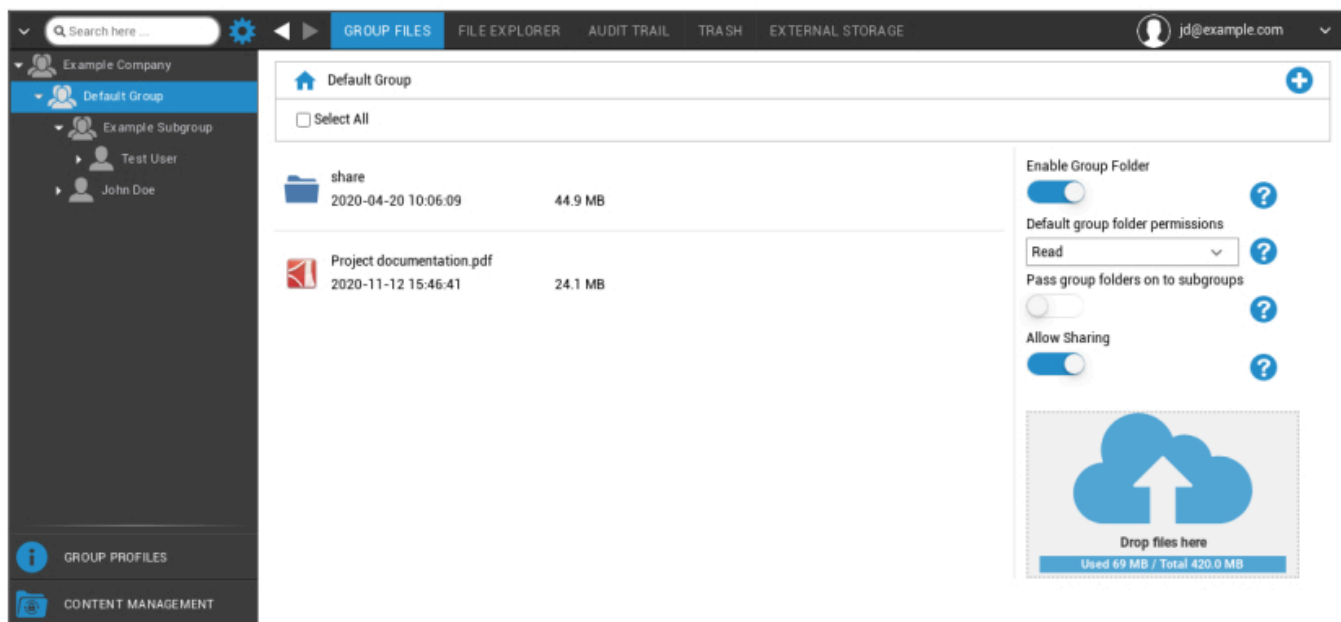 Search here ...
GROUP FILES FILE EXPLORER AUDIT TRAIL TRASH EXTERNAL STORAGE
jd@example.com
Example Company
Default Group
Example Subgroup
Test User
John Doe
GROUP PROFILES
CONTENT MANAGEMENT
Default Group
Select All
share
2020-04-20 10:06:09 44.9 MB
Project documentation.pdf
2020-11-12 15:46:41 24.1 MB
Enable Group Folder
Default group folder permissions
Read
Pass group folders on to subgroups
Allow Sharing
Drop files here
Used 69 MB / Total 420.0 MB